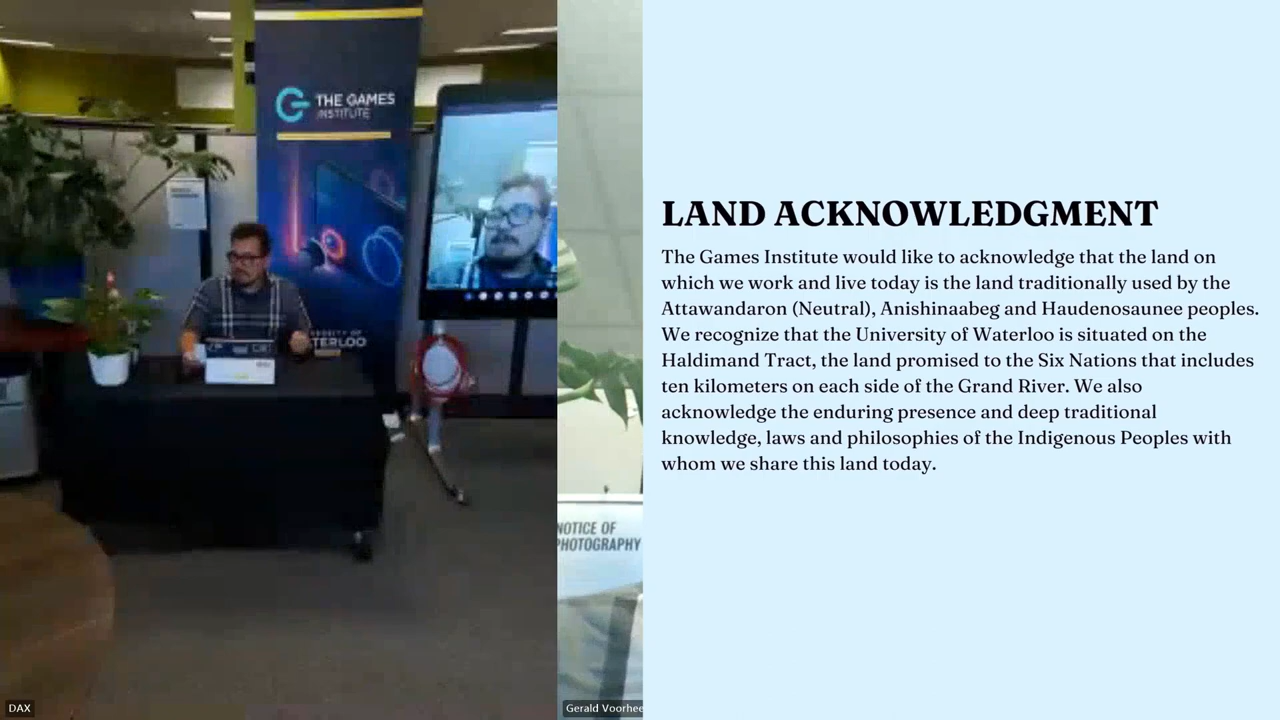 THE GAMES
INSTITUTE
LAND ACKNOWLEDGMENT
The Games Institute would like to acknowledge that the land on
which we work and live today is the land traditionally used by the
Attawandaron (Neutral), Anishinaabeg and Haudenosaunee peoples.
We recognize that the University of Waterloo is situated on the
Haldimand Tract, the land promised to the Six Nations that includes
ten kilometers on each side of the Grand River. We also
acknowledge the enduring presence and deep traditional
knowledge, laws and philosophies of the Indigenous Peoples with
whom we share this land today.
NOTICE OF
PHOTOGRAPHY
DAX
Gerald Voorhee